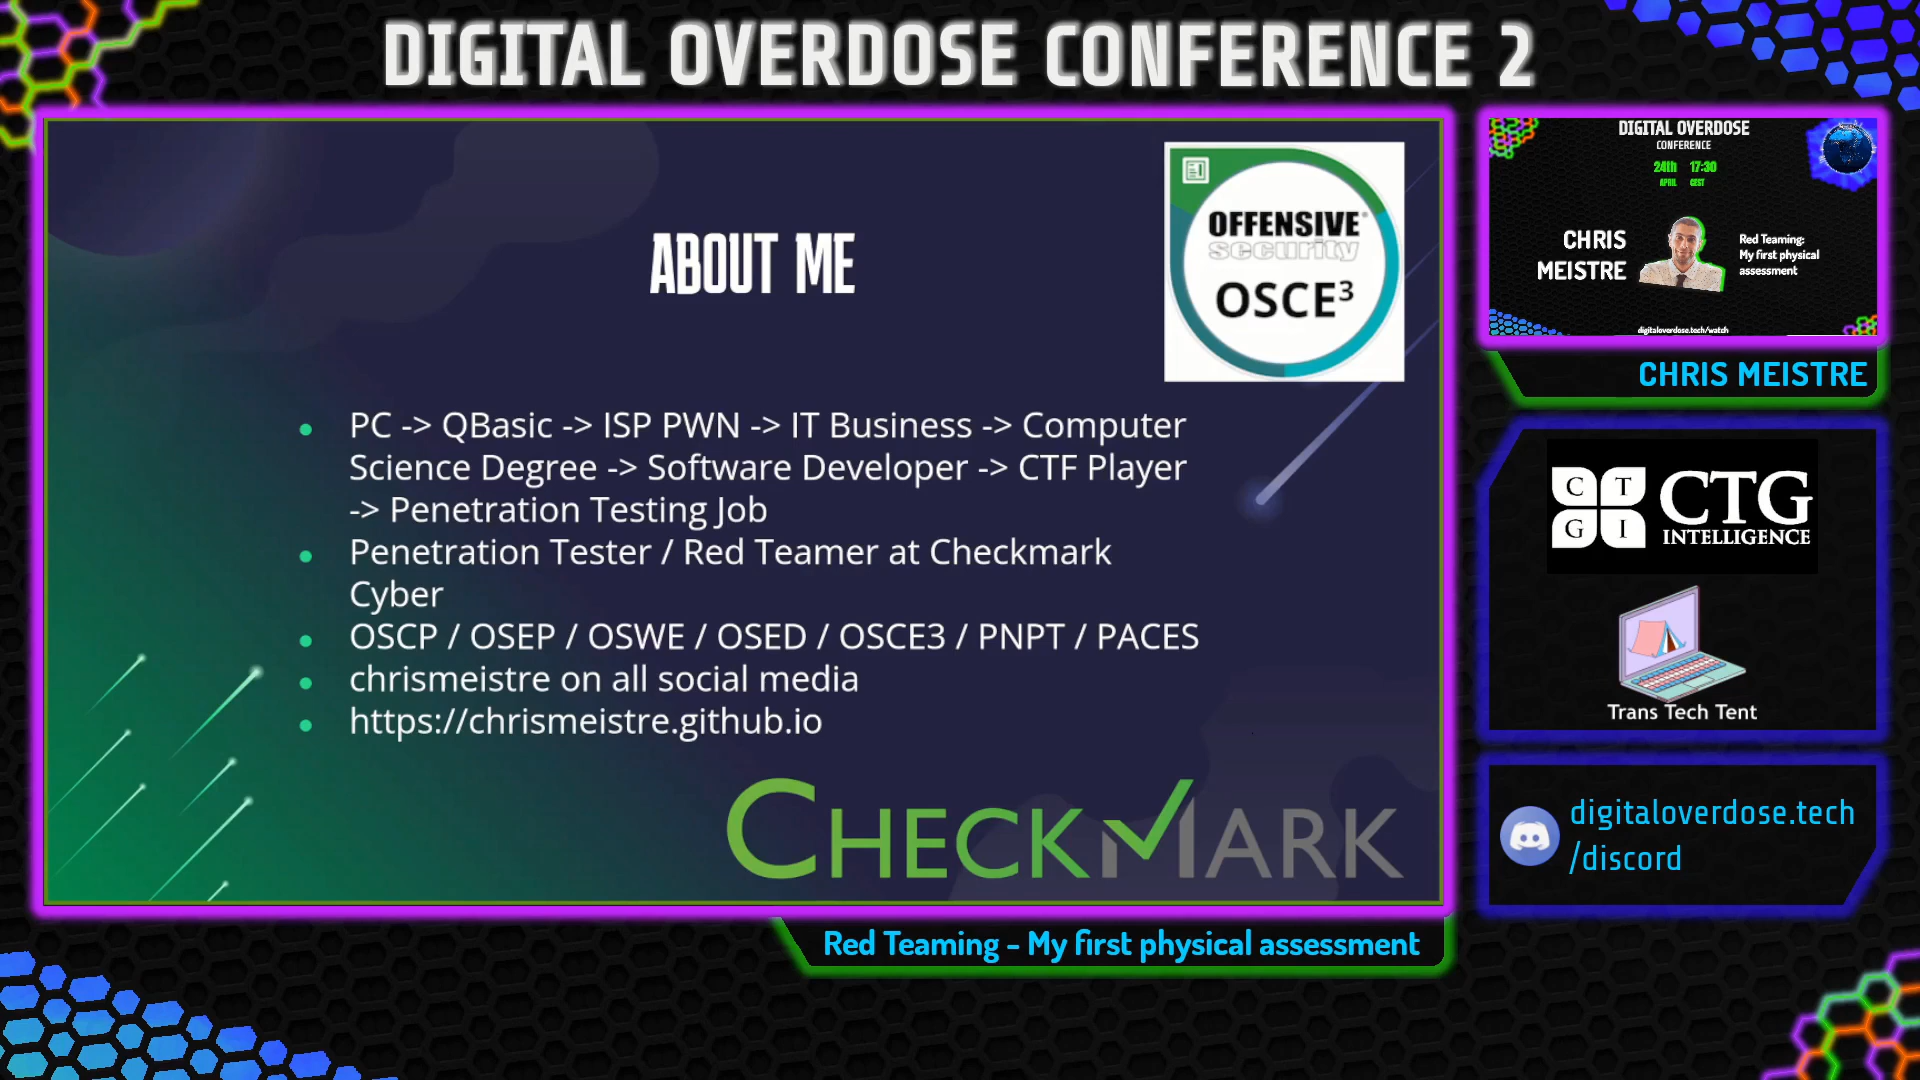 DIGITAL OVERDOSE CONFERENCE 2
ABOUT ME
OFFENSIVE®
security
OSCE³
PC -> QBasic -> ISP PWN -> IT Business -> Computer
Science Degree -> Software Developer -> CTF Player
-> Penetration Testing Job
Penetration Tester / Red Teamer at Checkmark
Cyber
OSCP / OSEP / OSWE / OSED / OSCE3 / PNPT / PACES
chrismeistre on all social media
https://chrismeistre.github.io
CHECKMARK
Red Teaming - My first physical assessment
DIGITAL OVERDOSE
CONFERENCE
24th 17:30
APRIL CEST
CHRIS
MEISTRE
Red Teaming:
My first physical
assessment
digitaloverdose.tech/watch
CHRIS MEISTRE
C T
G I
CTG
INTELLIGENCE
Trans Tech Tent
digitaloverdose.tech
/discord